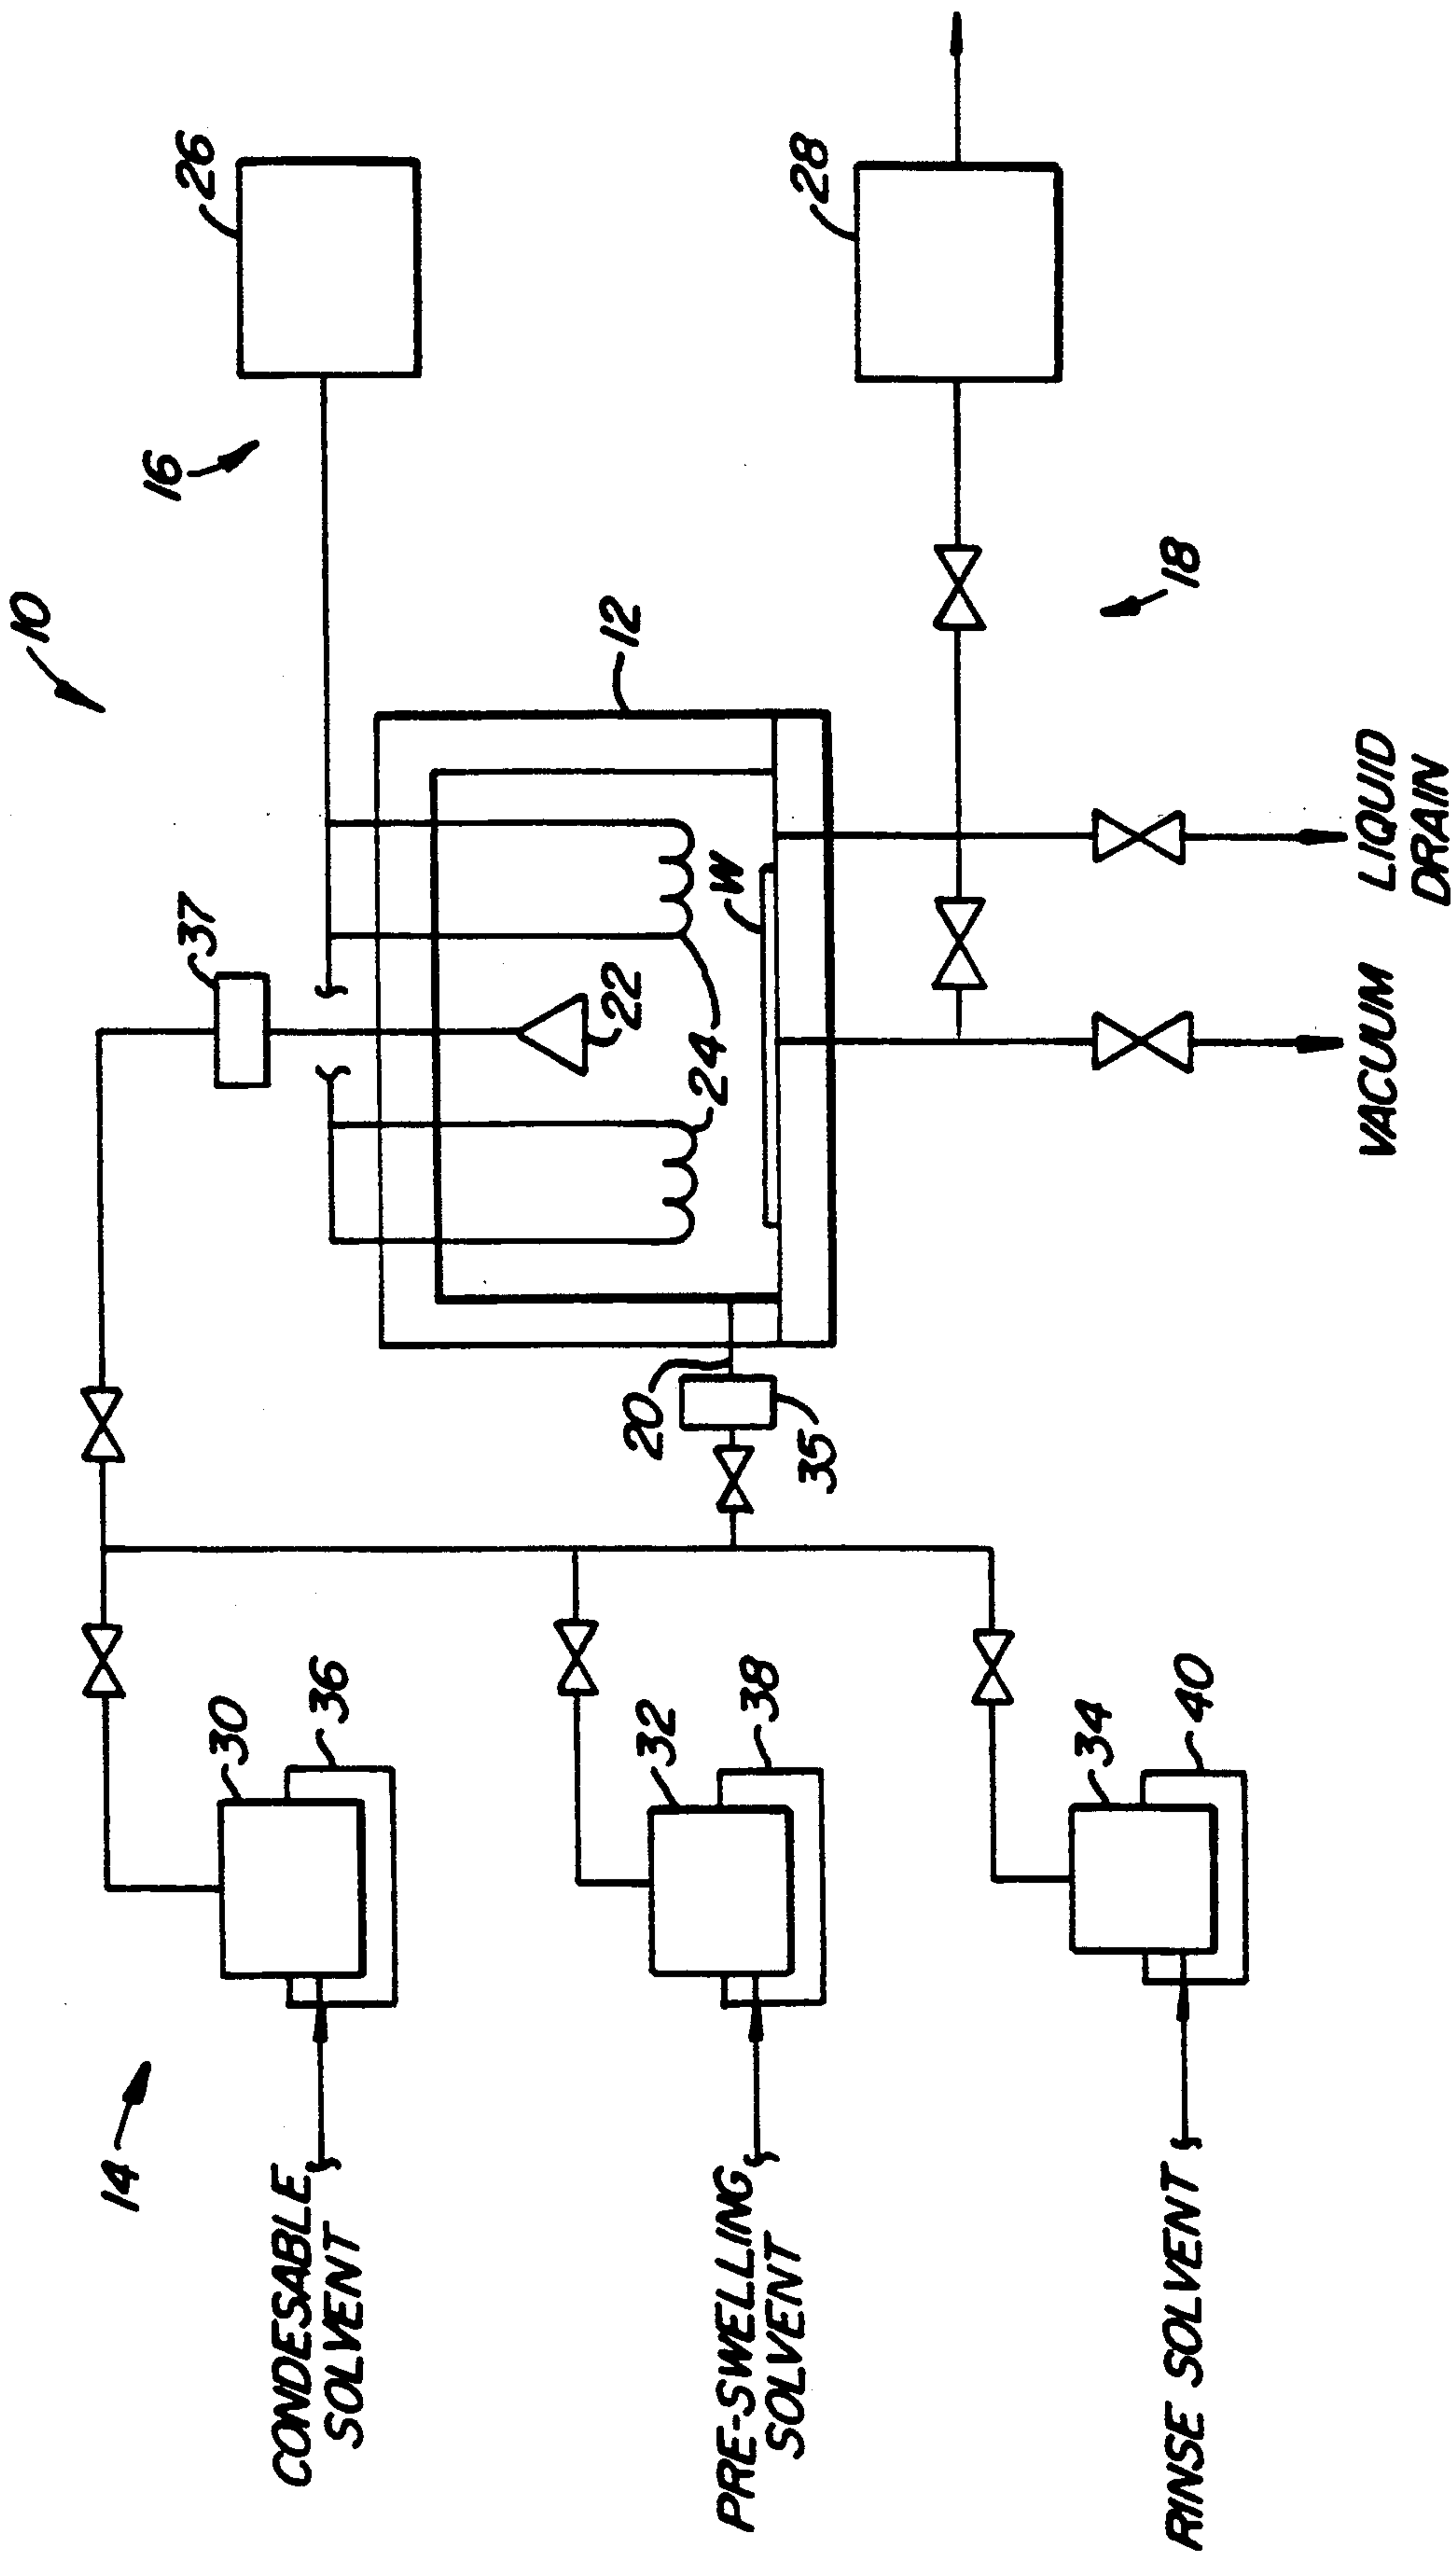 10
26
16
37
12
28
18
W
22
24
20
35
LIQUID
DRAIN
VACUUM
14
30
36
32
38
34
40
CONDESABLE
SOLVENT
PRE-SWELLING
SOLVENT
RINSE SOLVENT